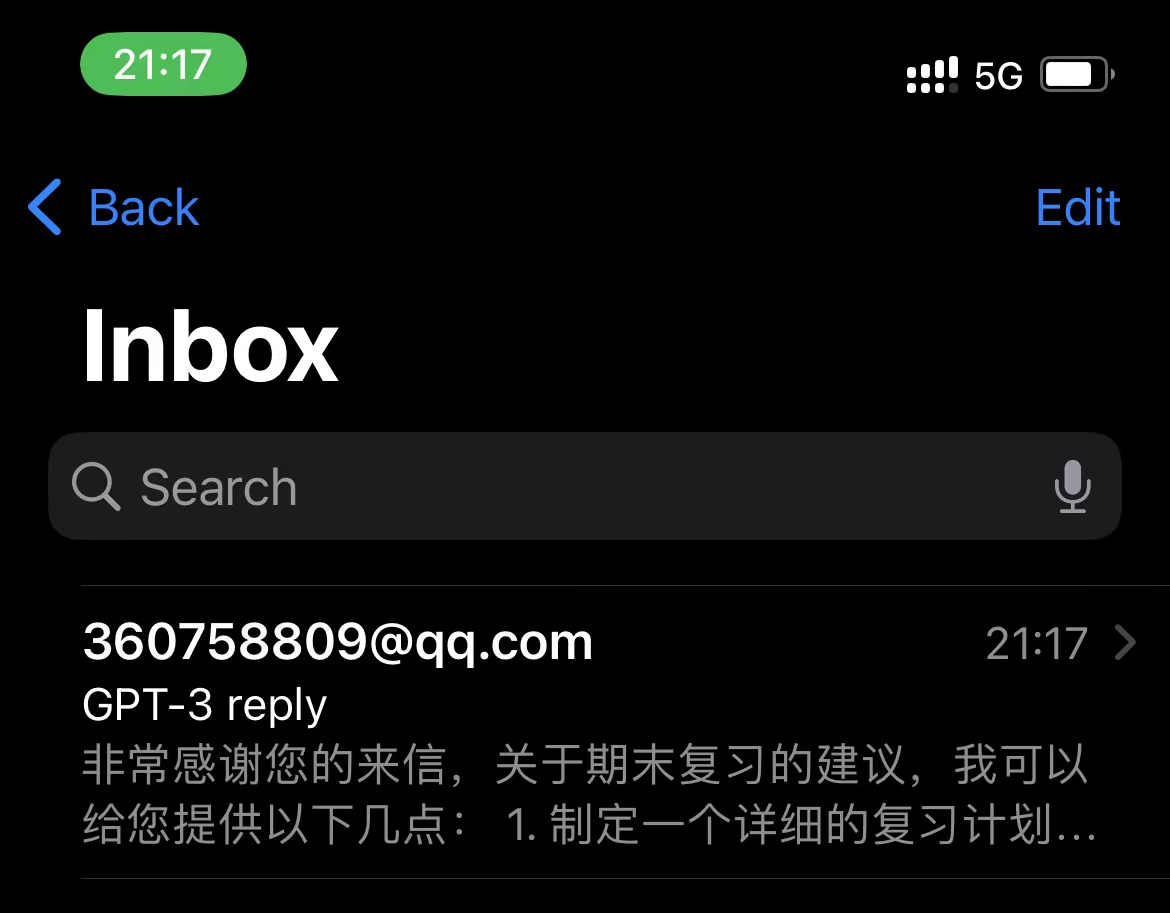 21:17
5G
Back
Edit
Inbox
Search
360758809@qq.com
21:17
GPT-3 reply
非常感谢您的来信，关于期末复习的建议，我可以
给您提供以下几点： 1. 制定一个详细的复习计划...